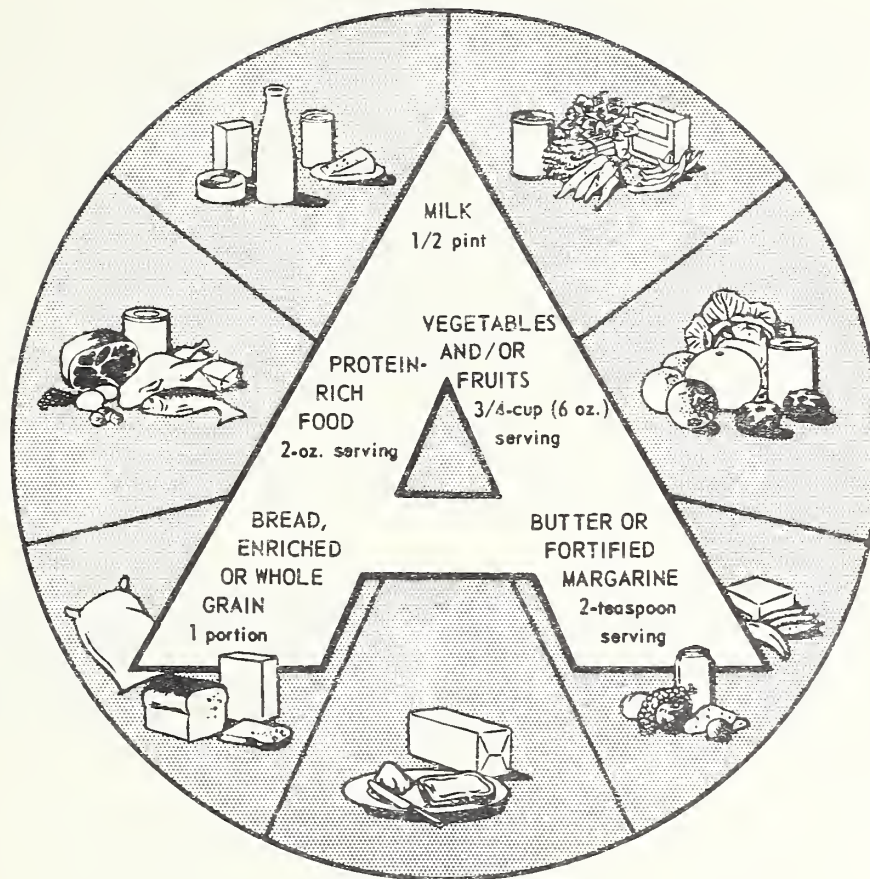 MILK
1/2 pint
VEGETABLES
AND/OR
FRUITS
3/4-cup (6 oz.)
serving
PROTEIN-
RICH
FOOD
2-oz. serving
BREAD,
ENRICHED
OR WHOLE
GRAIN
1 portion
BUTTER OR
FORTIFIED
MARGARINE
2-teaspoon
serving